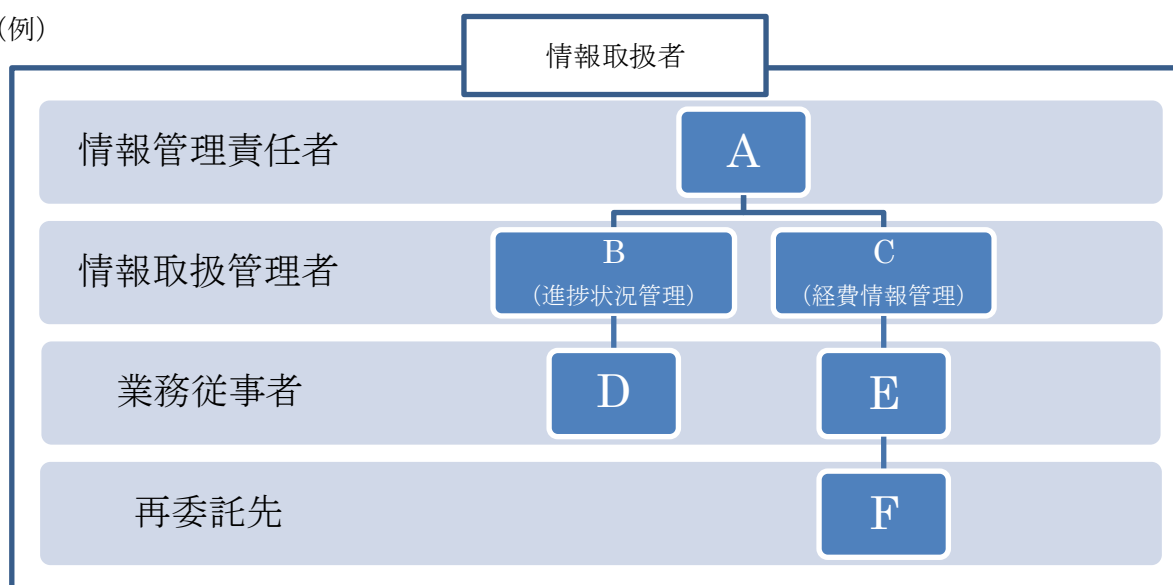 (例)
情報取扱者
情報管理責任者
A
情報取扱管理者
B
(進捗状況管理)
C
(経費情報管理)
業務従事者
D
E
再委託先
F